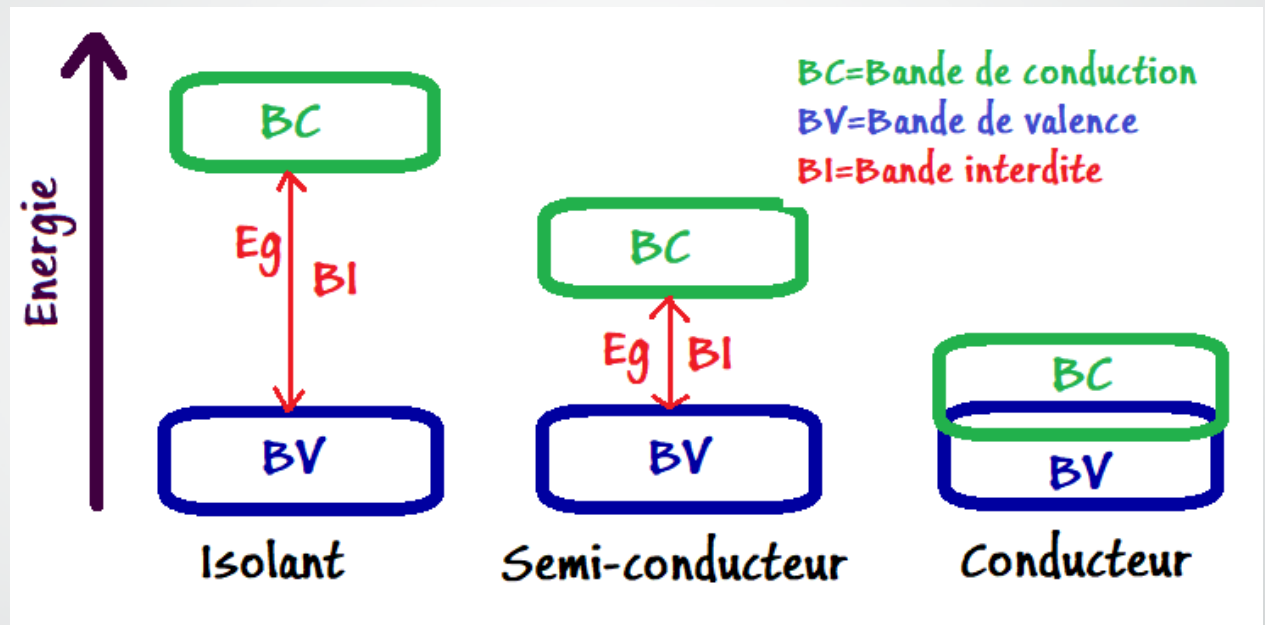 Energie
BC
Eg
BI
BV
Isolant
BC
Eg
BI
BV
Semi-conducteur
BC=Bande de conduction
BV=Bande de valence
BI=Bande interdite
BC
BV
Conducteur